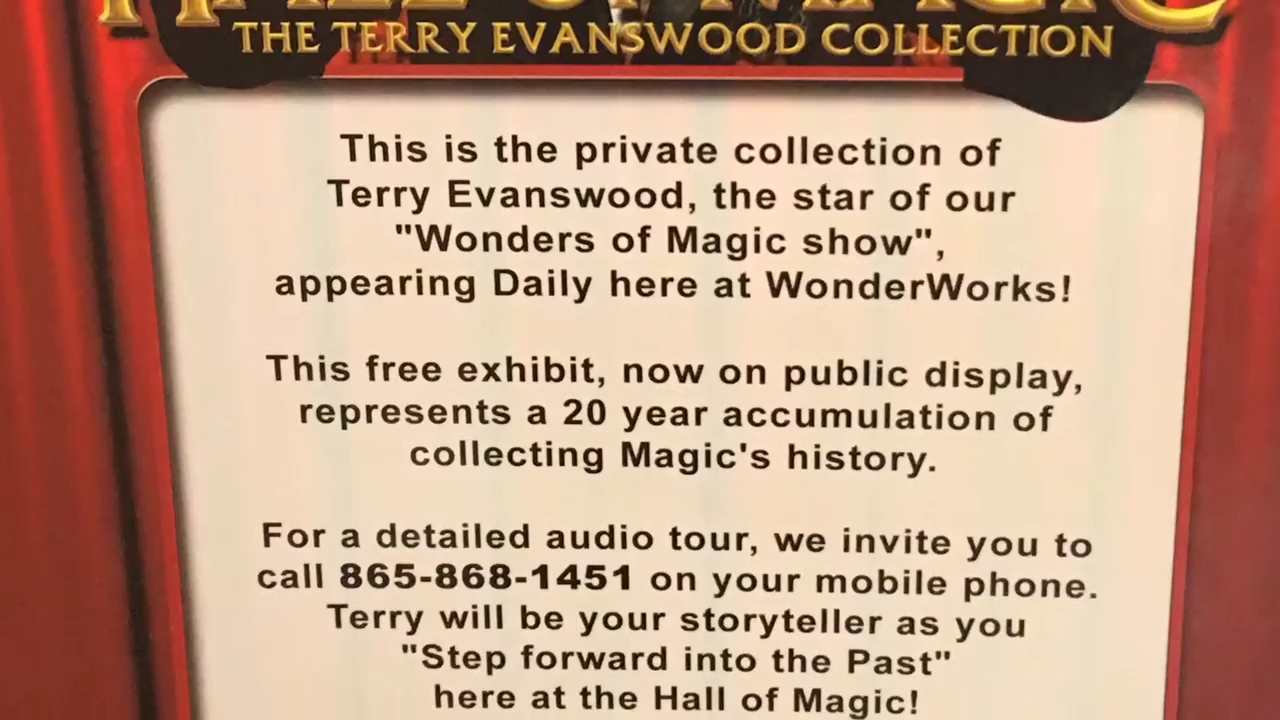 HALL OF MAGIC
THE TERRY EVANSWOOD COLLECTION
This is the private collection of
Terry Evanswood, the star of our
"Wonders of Magic show",
appearing Daily here at WonderWorks!
This free exhibit, now on public display,
represents a 20 year accumulation of
collecting Magic's history.
For a detailed audio tour, we invite you to
call 865-868-1451 on your mobile phone.
Terry will be your storyteller as you
"Step forward into the Past"
here at the Hall of Magic!